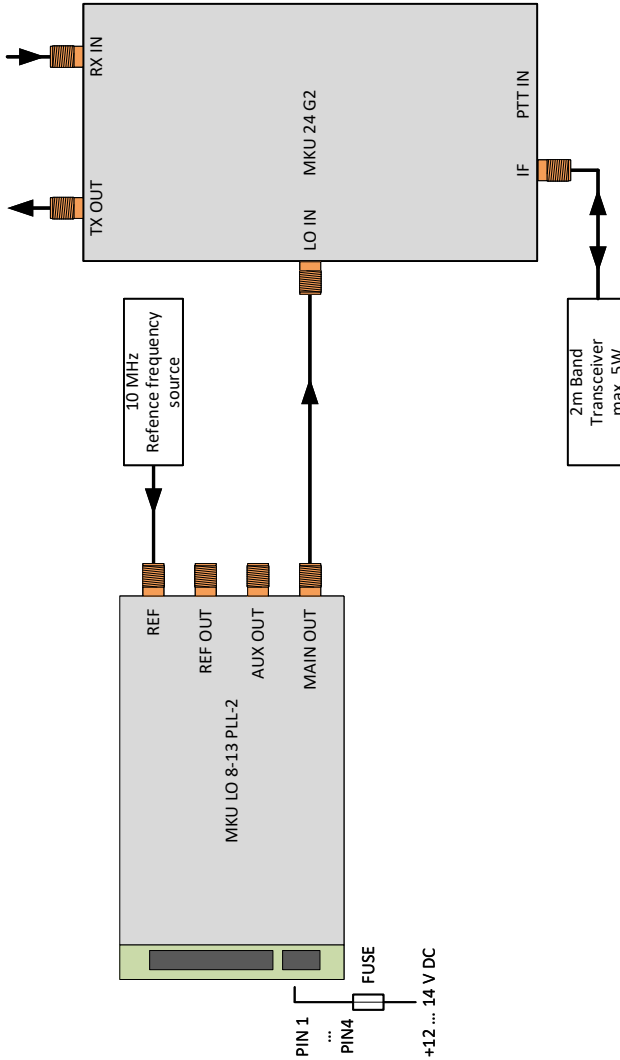 RX IN
TX OUT
MKU 24 G2
PTT IN
LO IN
IF
10 MHz
Refence frequency
source
2m Band
Transceiver
max. 5W
REF
REF OUT
AUX OUT
MAIN OUT
MKU LO 8-13 PLL-2
PIN 1
...
PIN4
FUSE
+12 ... 14 V DC